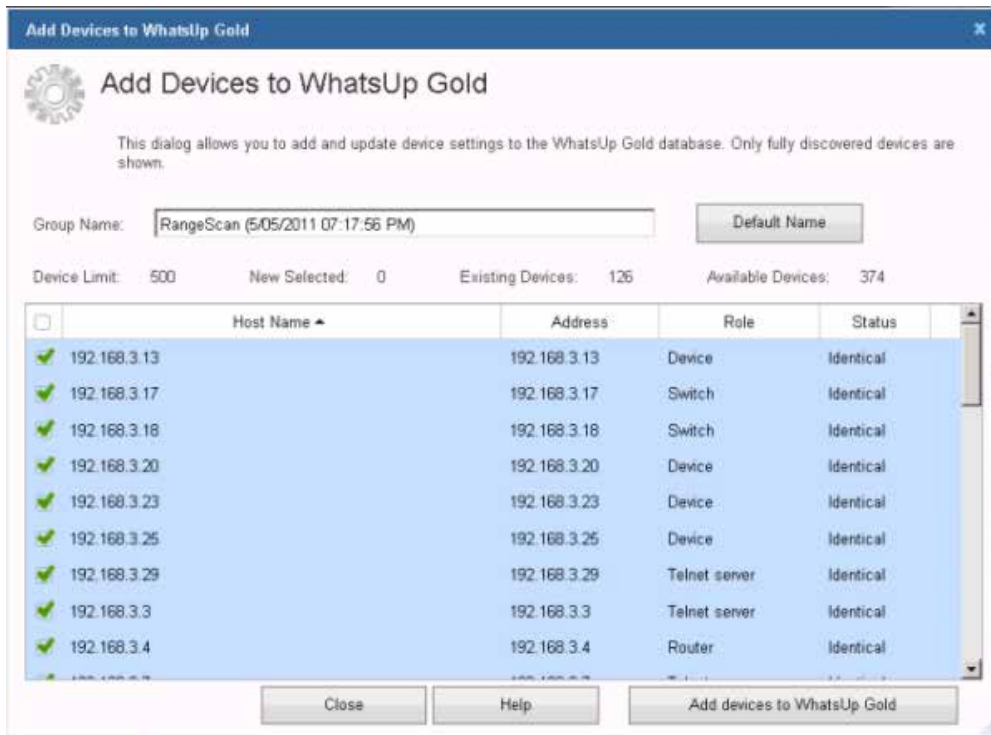 Add Devices to WhatsUp Gold
Add Devices to WhatsUp Gold
This dialog allows you to add and update device settings to the WhatsUp Gold database. Only fully discovered devices are
shown.
Group Name: RangeScan (5/05/2011 07:17:56 PM) Default Name
Device Limit: 500 New Selected: 0 Existing Devices: 126 Available Devices: 374
Host Name Address Role Status
192.168.3.13 192.168.3.13 Device Identical
192.168.3.17 192.168.3.17 Switch Identical
192.168.3.18 192.168.3.18 Switch Identical
192.168.3.20 192.168.3.20 Device Identical
192.168.3.23 192.168.3.23 Device Identical
192.168.3.25 192.168.3.25 Device Identical
192.168.3.29 192.168.3.29 Telnet server Identical
192.168.3.3 192.168.3.3 Telnet server Identical
192.168.3.4 192.168.3.4 Router Identical
Close Help Add devices to WhatsUp Gold